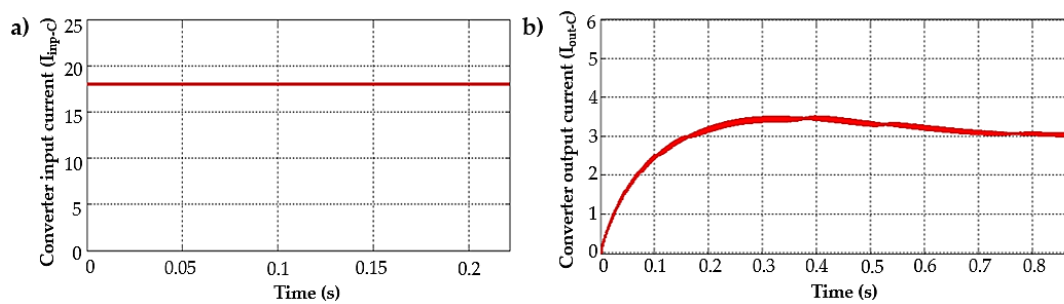 a)
Converter input current (I_inp-C)
25
20
15
10
5
0
0 0.05 0.1 0.15 0.2
Time (s)
b)
Converter output current (I_out-C)
6
5
4
3
2
1
0
0 0.1 0.2 0.3 0.4 0.5 0.6 0.7 0.8
Time (s)